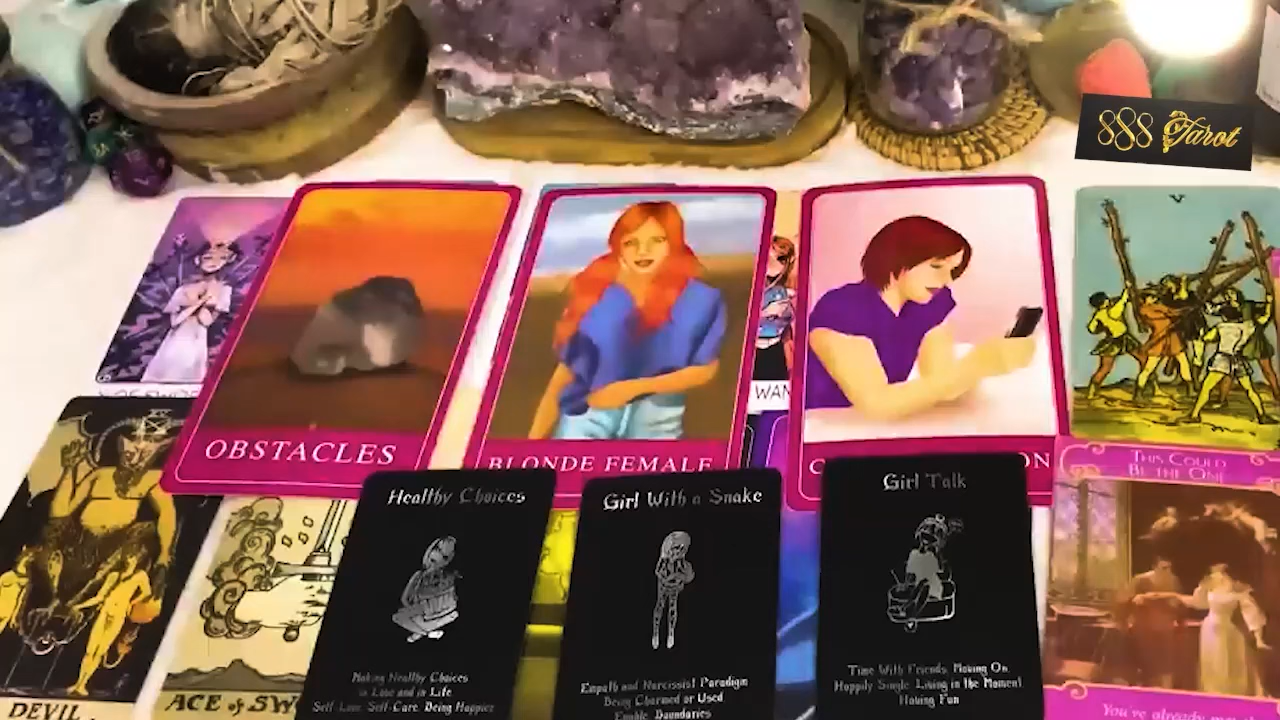 888 Tarot
V
OBSTACLES
BLONDE FEMALE
WAN
THIS COULD
BE THE ONE
Healthy Choices
Making Healthy Choices
in Love and in Life
Self-Love, Self-Care, Being Happier
Girl With a Snake
Empath and Narcissist Paradigm
Being Charmed or Used
Enable Boundaries
Girl Talk
Time With Friends, Moving On
Happily Single, Living in the Moment
Having Fun
DEVIL
ACE of SW
You've already met